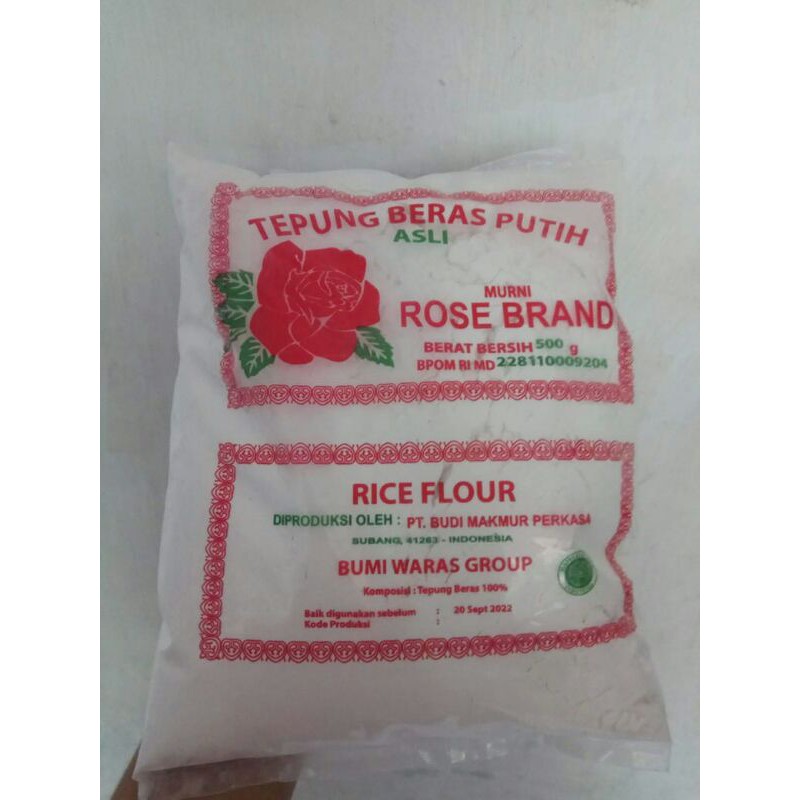 TEPUNG BERAS PUTIH
ASLI
MURNI
ROSE BRAND
BERAT BERSIH 500 g
BPOM RI MD 228110009204
RICE FLOUR
DIPRODUKSI OLEH : PT. BUDI MAKMUR PERKASA
SUBANG, 41263 - INDONESIA
BUMI WARAS GROUP
Komposisi : Tepung Beras 100%
Baik digunakan sebelum : 20 Sept 2022
Kode Produksi :